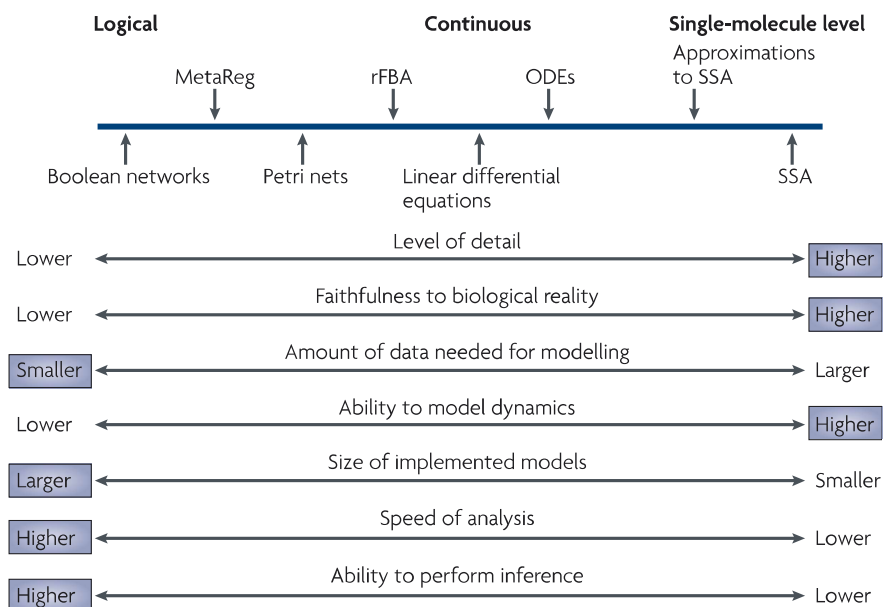 Logical Continuous Single-molecule level
MetaReg rFBA ODEs Approximations
to SSA
Boolean networks Petri nets Linear differential
equations SSA
Level of detail
Lower Higher
Faithfulness to biological reality
Lower Higher
Amount of data needed for modelling
Smaller Larger
Ability to model dynamics
Lower Higher
Size of implemented models
Larger Smaller
Speed of analysis
Higher Lower
Ability to perform inference
Higher Lower